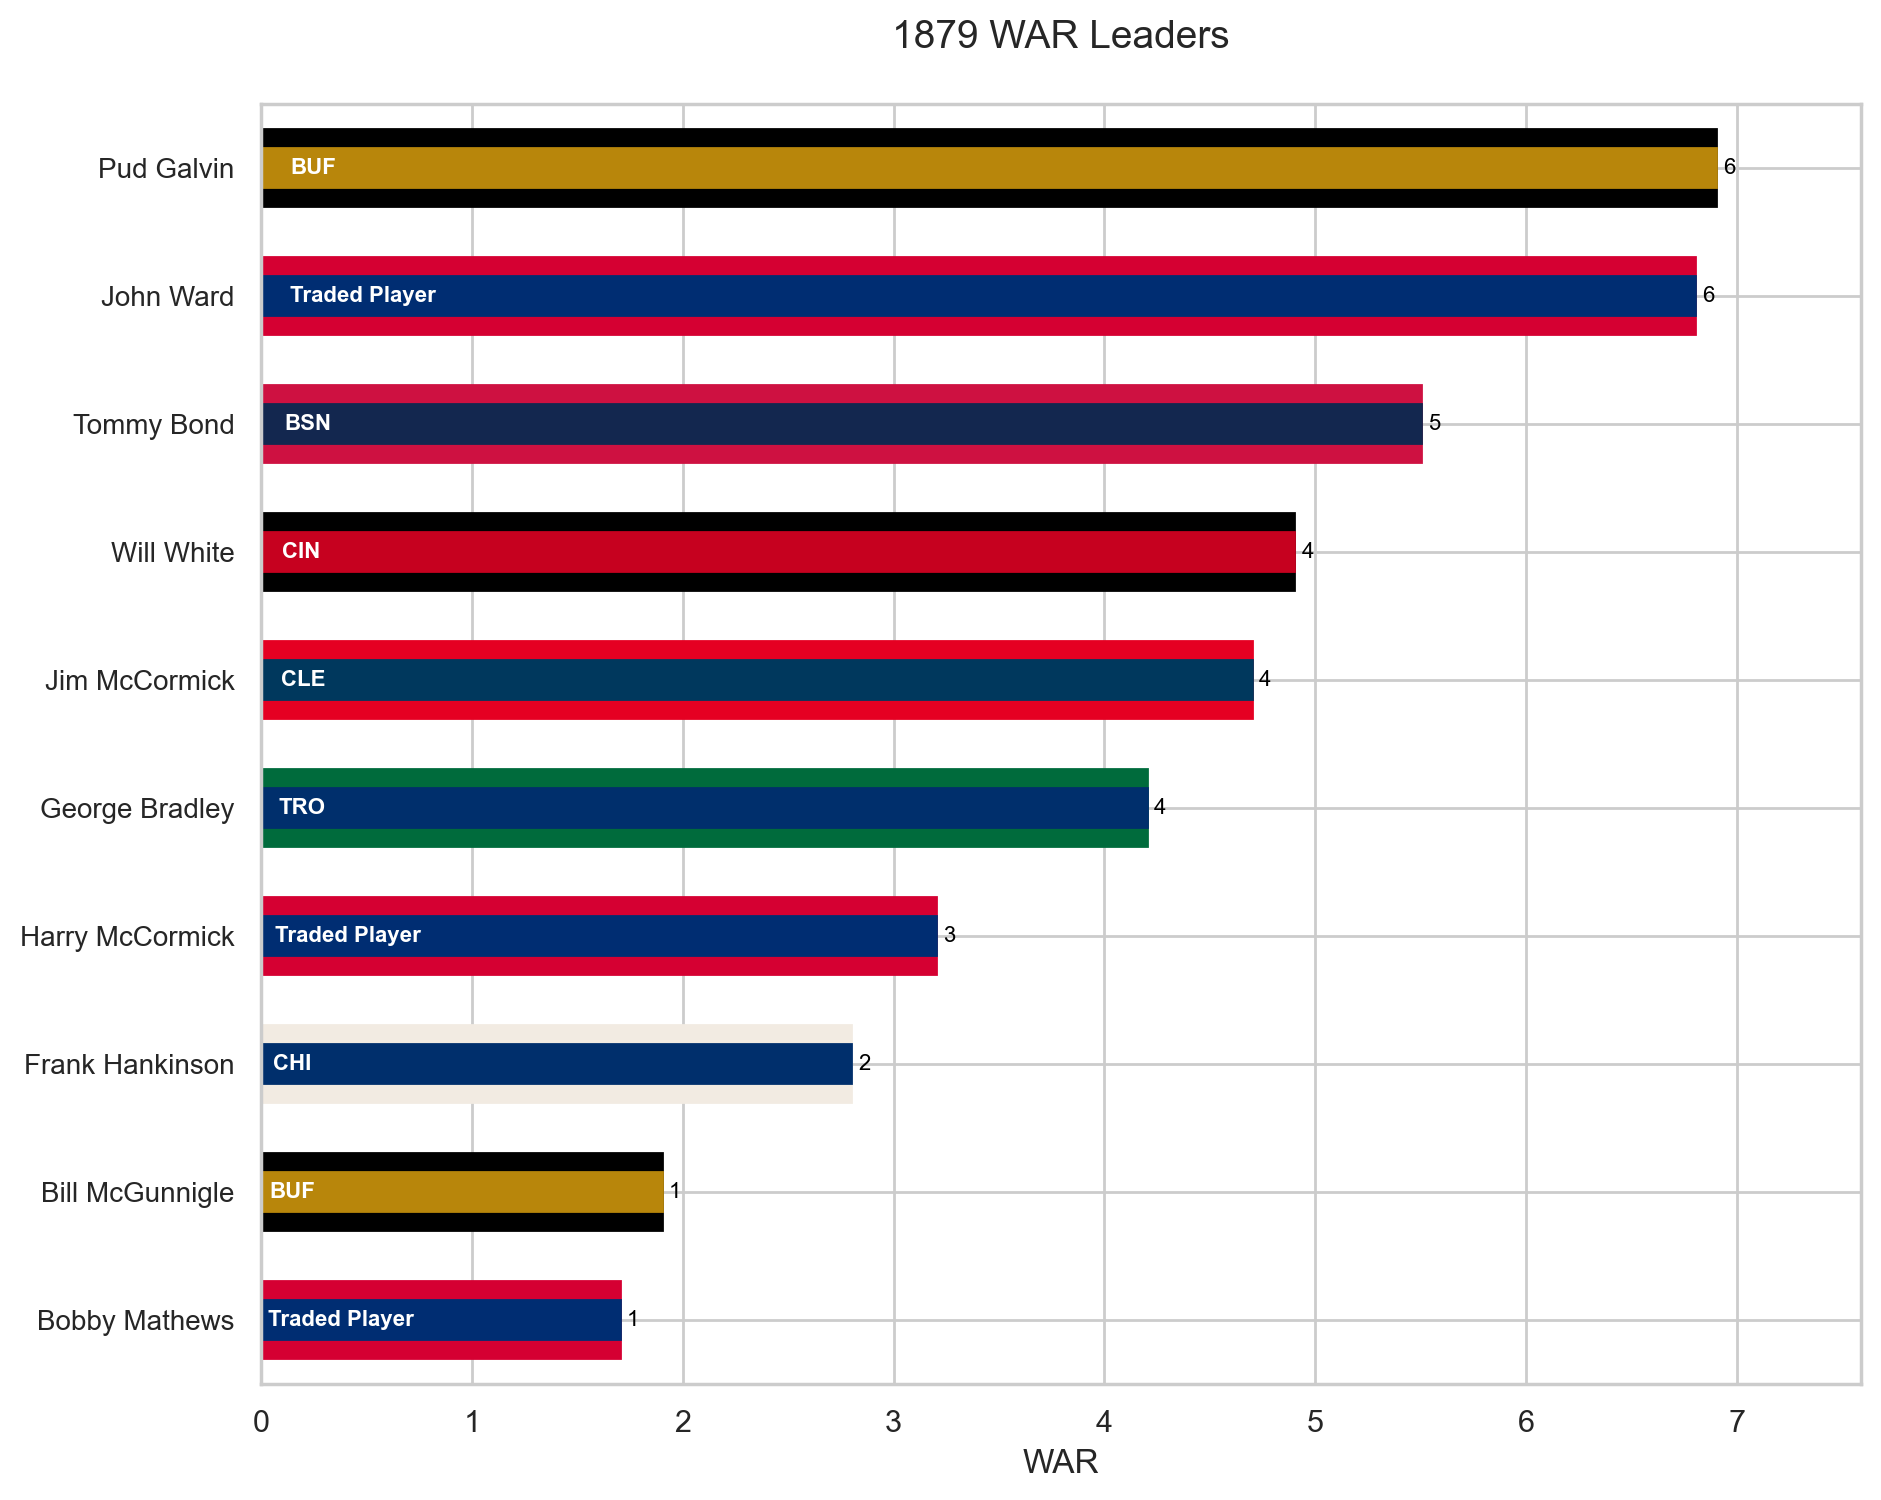 1879 WAR Leaders
Pud Galvin BUF 6
John Ward Traded Player 6
Tommy Bond BSN 5
Will White CIN 4
Jim McCormick CLE 4
George Bradley TRO 4
Harry McCormick Traded Player 3
Frank Hankinson CHI 2
Bill McGunnigle BUF 1
Bobby Mathews Traded Player 1
0 1 2 3 4 5 6 7
WAR